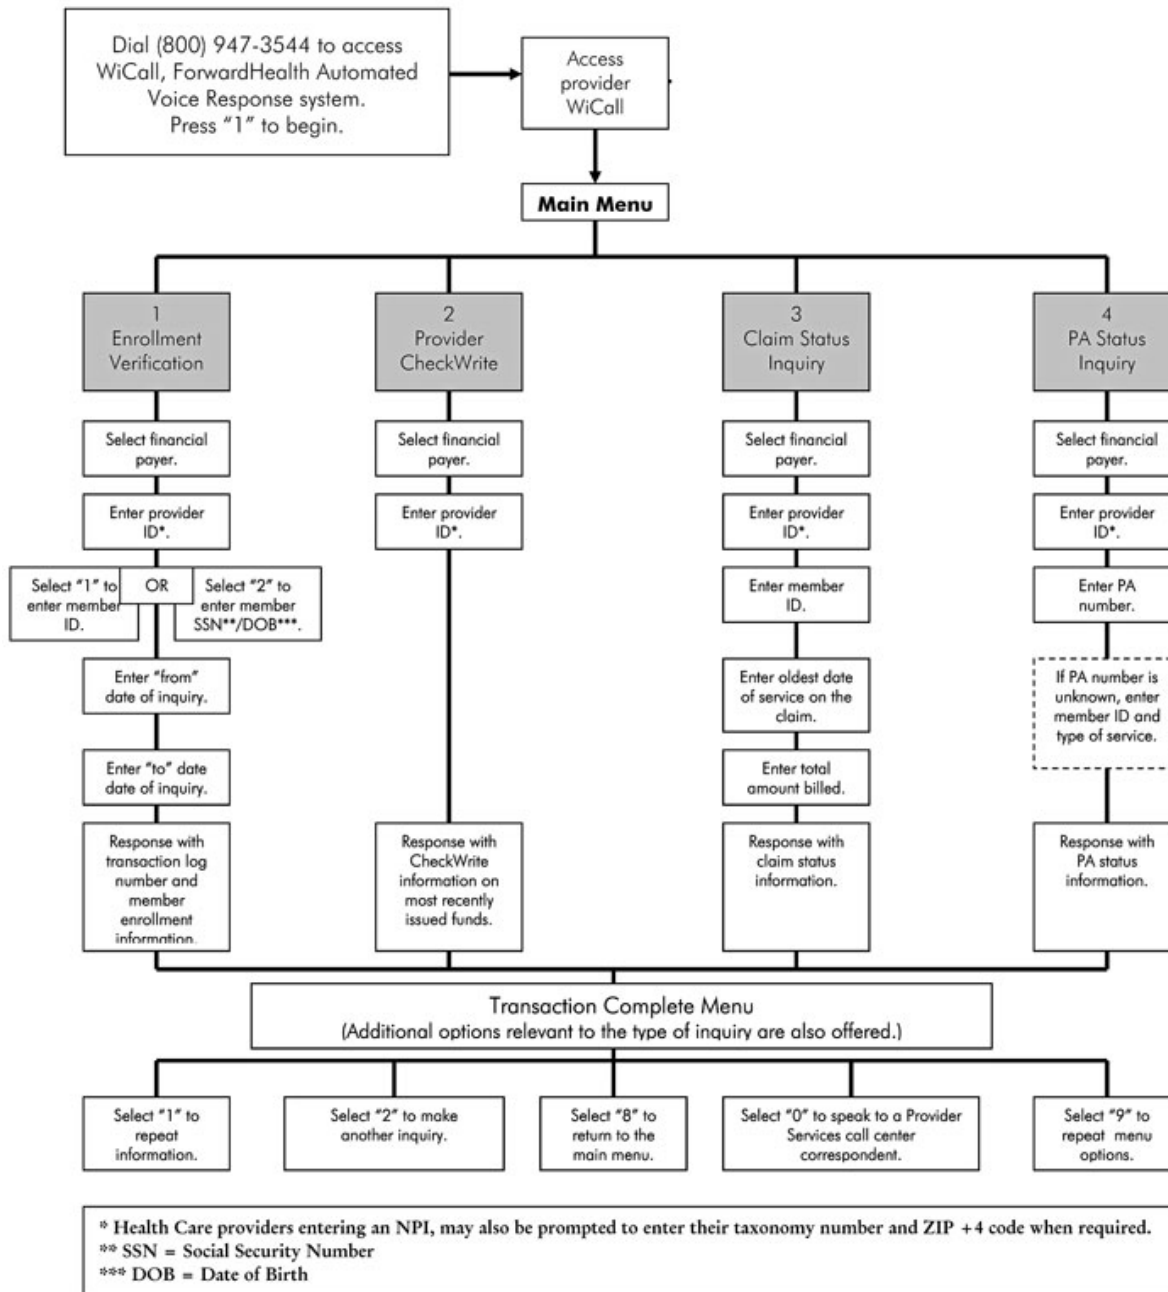 Dial (800) 947-3544 to access
WiCall, ForwardHealth Automated
Voice Response system.
Press "1" to begin.
Access
provider
WiCall
Main Menu
1
Enrollment
Verification
Select financial
payer.
Enter provider
ID*.
Select "1" to
enter member
ID.
OR
Select "2" to
enter member
SSN**/DOB***.
Enter "from"
date of inquiry.
Enter "to" date
date of inquiry.
Response with
transaction log
number and
member
enrollment
information.
2
Provider
CheckWrite
Select financial
payer.
Enter provider
ID*.
Response with
CheckWrite
information on
most recently
issued funds.
3
Claim Status
Inquiry
Select financial
payer.
Enter provider
ID*.
Enter member
ID.
Enter oldest date
of service on the
claim.
Enter total
amount billed.
Response with
claim status
information.
4
PA Status
Inquiry
Select financial
payer.
Enter provider
ID*.
Enter PA
number.
If PA number is
unknown, enter
member ID and
type of service.
Response with
PA status
information.
Transaction Complete Menu
(Additional options relevant to the type of inquiry are also offered.)
Select "1" to
repeat
information.
Select "2" to make
another inquiry.
Select "8" to
return to the
main menu.
Select "0" to speak to a Provider
Services call center
correspondent.
Select "9" to
repeat menu
options.
* Health Care providers entering an NPI, may also be prompted to enter their taxonomy number and ZIP +4 code when required.
** SSN = Social Security Number
*** DOB = Date of Birth